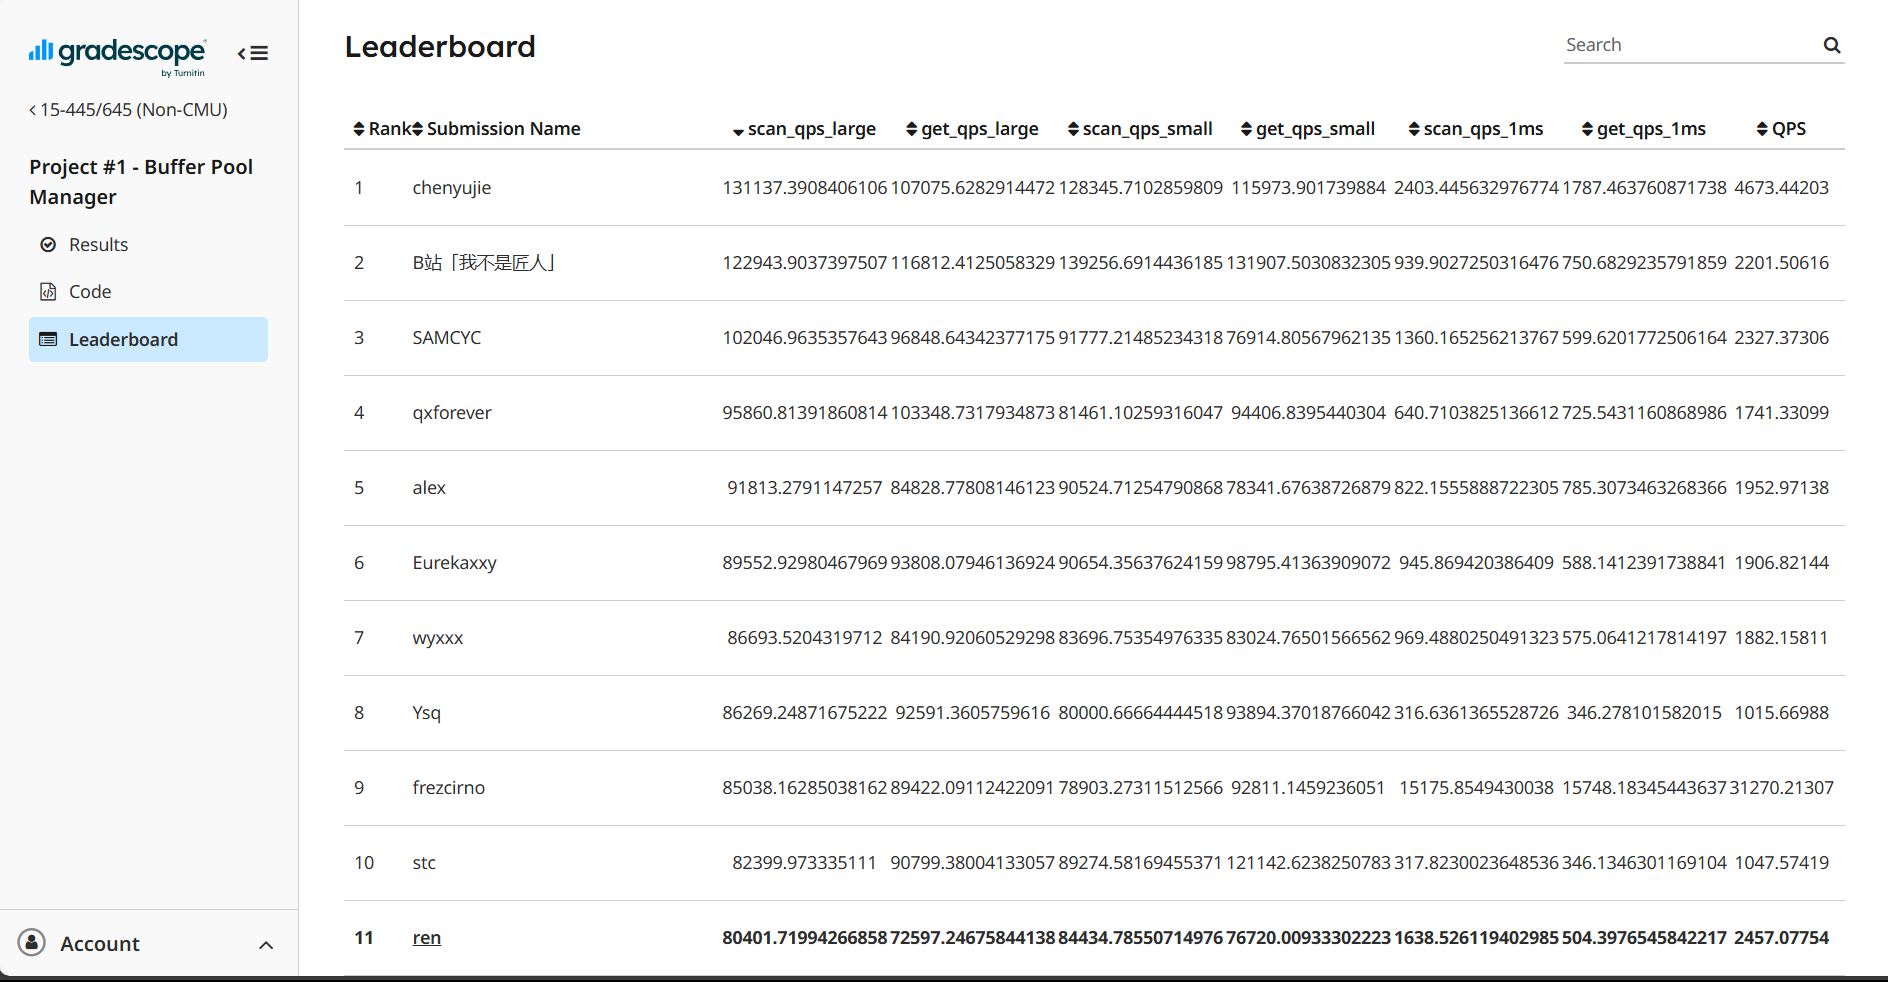 gradescope
by Turnitin
15-445/645 (Non-CMU)
Project #1 - Buffer Pool
Manager
Results
Code
Leaderboard
Account
Leaderboard
Search
Rank Submission Name scan_qps_large get_qps_large scan_qps_small get_qps_small scan_qps_1ms get_qps_1ms QPS
1 chenyujie 131137.3908406106 107075.6282914472 128345.7102859809 115973.901739884 2403.445632976774 1787.463760871738 4673.44203
2 B站「我不是匠人」 122943.9037397507 116812.4125058329 139256.6914436185 131907.5030832305 939.9027250316476 750.6829235791859 2201.50616
3 SAMCYC 102046.9635357643 96848.64342377175 91777.21485234318 76914.80567962135 1360.165256213767 599.6201772506164 2327.37306
4 qxforever 95860.81391860814 103348.7317934873 81461.10259316047 94406.8395440304 640.7103825136612 725.5431160868986 1741.33099
5 alex 91813.2791147257 84828.77808146123 90524.71254790868 78341.67638726879 822.1555888722305 785.3073463268366 1952.97138
6 Eurekaxxy 89552.92980467969 93808.07946136924 90654.35637624159 98795.41363909072 945.869420386409 588.1412391738841 1906.82144
7 wyxxx 86693.5204319712 84190.92060529298 83696.75354976335 83024.76501566562 969.4880250491323 575.0641217814197 1882.15811
8 Ysq 86269.24871675222 92591.3605759616 80000.66664444518 93894.37018766042 316.6361365528726 346.278101582015 1015.66988
9 frezcirno 85038.16285038162 89422.09112422091 78903.27311512566 92811.1459236051 15175.8549430038 15748.18345443637 31270.21307
10 stc 82399.973335111 90799.38004133057 89274.58169455371 121142.6238250783 317.8230023648536 346.1346301169104 1047.57419
11 ren 80401.71994266858 72597.24675844138 84434.78550714976 76720.00933302223 1638.526119402985 504.3976545842217 2457.07754